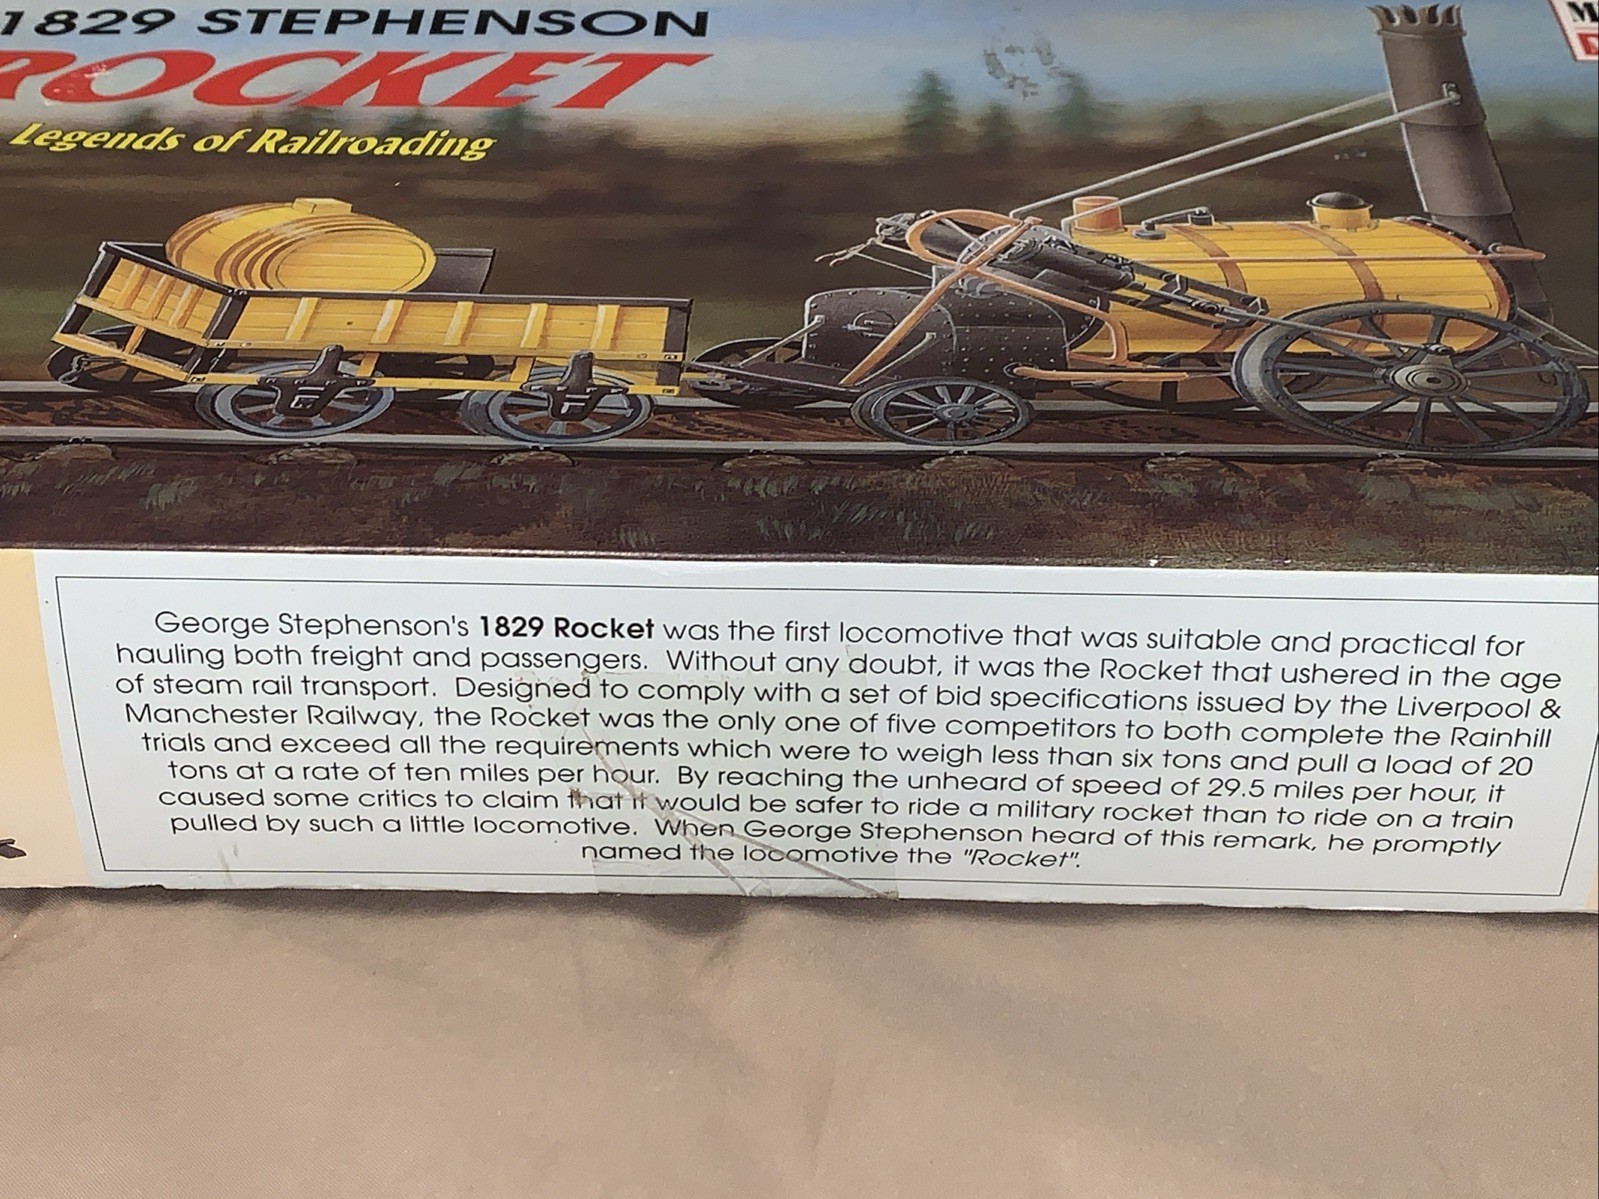 1829 STEPHENSON
ROCKET
Legends of Railroading
George Stephenson's 1829 Rocket was the first locomotive that was suitable and practical for
hauling both freight and passengers. Without any doubt, it was the Rocket that ushered in the age
of steam rail transport. Designed to comply with a set of bid specifications issued by the Liverpool &
Manchester Railway, the Rocket was the only one of five competitors to both complete the Rainhill
trials and exceed all the requirements which were to weigh less than six tons and pull a load of 20
tons at a rate of ten miles per hour. By reaching the unheard of speed of 29.5 miles per hour, it
caused some critics to claim that it would be safer to ride a military rocket than to ride on a train
pulled by such a little locomotive. When George Stephenson heard of this remark, he promptly
named the locomotive the "Rocket".